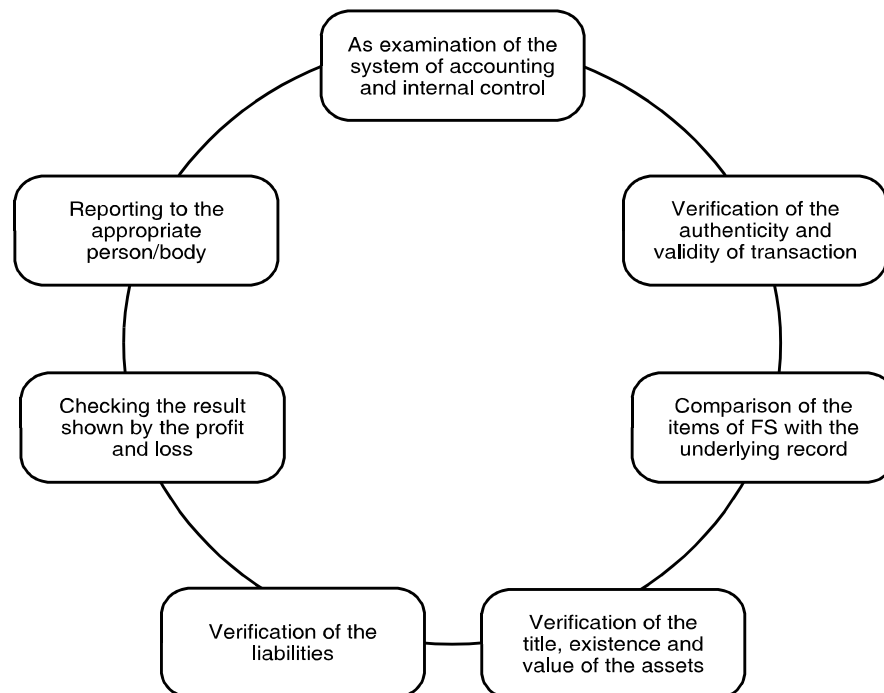 As examination of the
system of accounting
and internal control
Verification of the
authenticity and
validity of transaction
Comparison of the
items of FS with the
underlying record
Verification of the
title, existence and
value of the assets
Verification of the
liabilities
Checking the result
shown by the profit
and loss
Reporting to the
appropriate
person/body